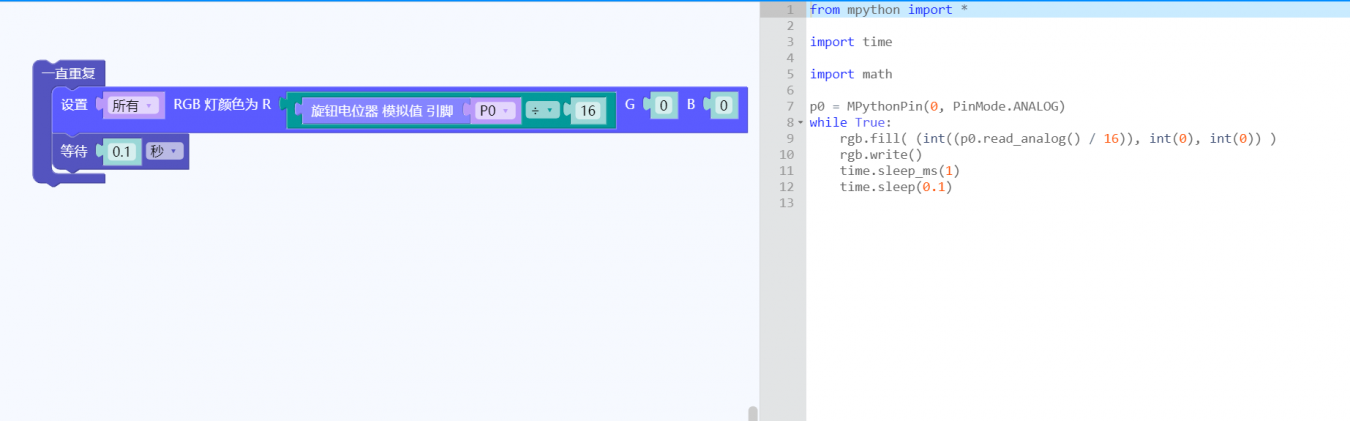 一直重复
设置 所有 RGB 灯颜色为 R 旋钮电位器 模拟值 引脚 P0 ÷ 16 G 0 B 0
等待 0.1 秒
1 from mpython import *
2
3 import time
4
5 import math
6
7 p0 = MPythonPin(0, PinMode.ANALOG)
8 while True:
9 rgb.fill( (int((p0.read_analog() / 16)), int(0), int(0)) )
10 rgb.write()
11 time.sleep_ms(1)
12 time.sleep(0.1)
13